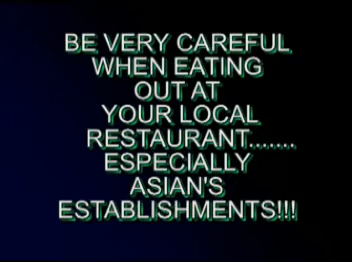 BE VERY CAREFUL
WHEN EATING
OUT AT
YOUR LOCAL
RESTAURANT.......
ESPECIALLY
ASIAN'S
ESTABLISHMENTS!!!